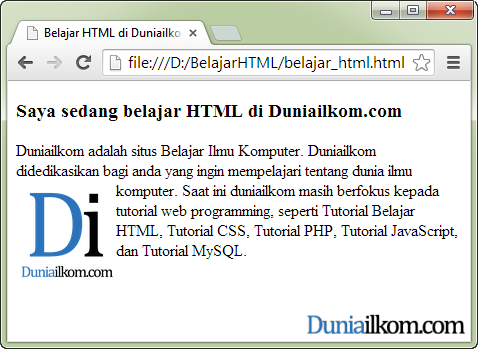 Belajar HTML di Duniailko
file:///D:/BelajarHTML/belajar_html.html
Saya sedang belajar HTML di Duniailkom.com
Duniailkom adalah situs Belajar Ilmu Komputer. Duniailkom
didedikasikan bagi anda yang ingin mempelajari tentang dunia ilmu
komputer. Saat ini duniailkom masih berfokus kepada
tutorial web programming, seperti Tutorial Belajar
HTML, Tutorial CSS, Tutorial PHP, Tutorial JavaScript,
dan Tutorial MySQL.
Di
Duniailkom.com
Duniailkom.com